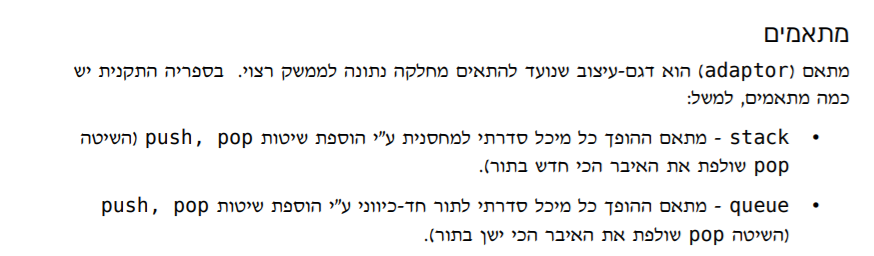 מתאמים
מתאם (adaptor) הוא דגם-עיצוב שנועד להתאים מחלקה נתונה לממשק רצוי. בספריה התקנית יש
כמה מתאמים, למשל:
• stack - מתאם ההופך כל מיכל סדרתי למחסנית ע"י הוספת שיטות push, pop (השיטה
pop שולפת את האיבר הכי חדש בתור).
• queue - מתאם ההופך כל מיכל סדרתי לתור חד-כיווני ע"י הוספת שיטות push, pop
(השיטה pop שולפת את האיבר הכי ישן בתור).